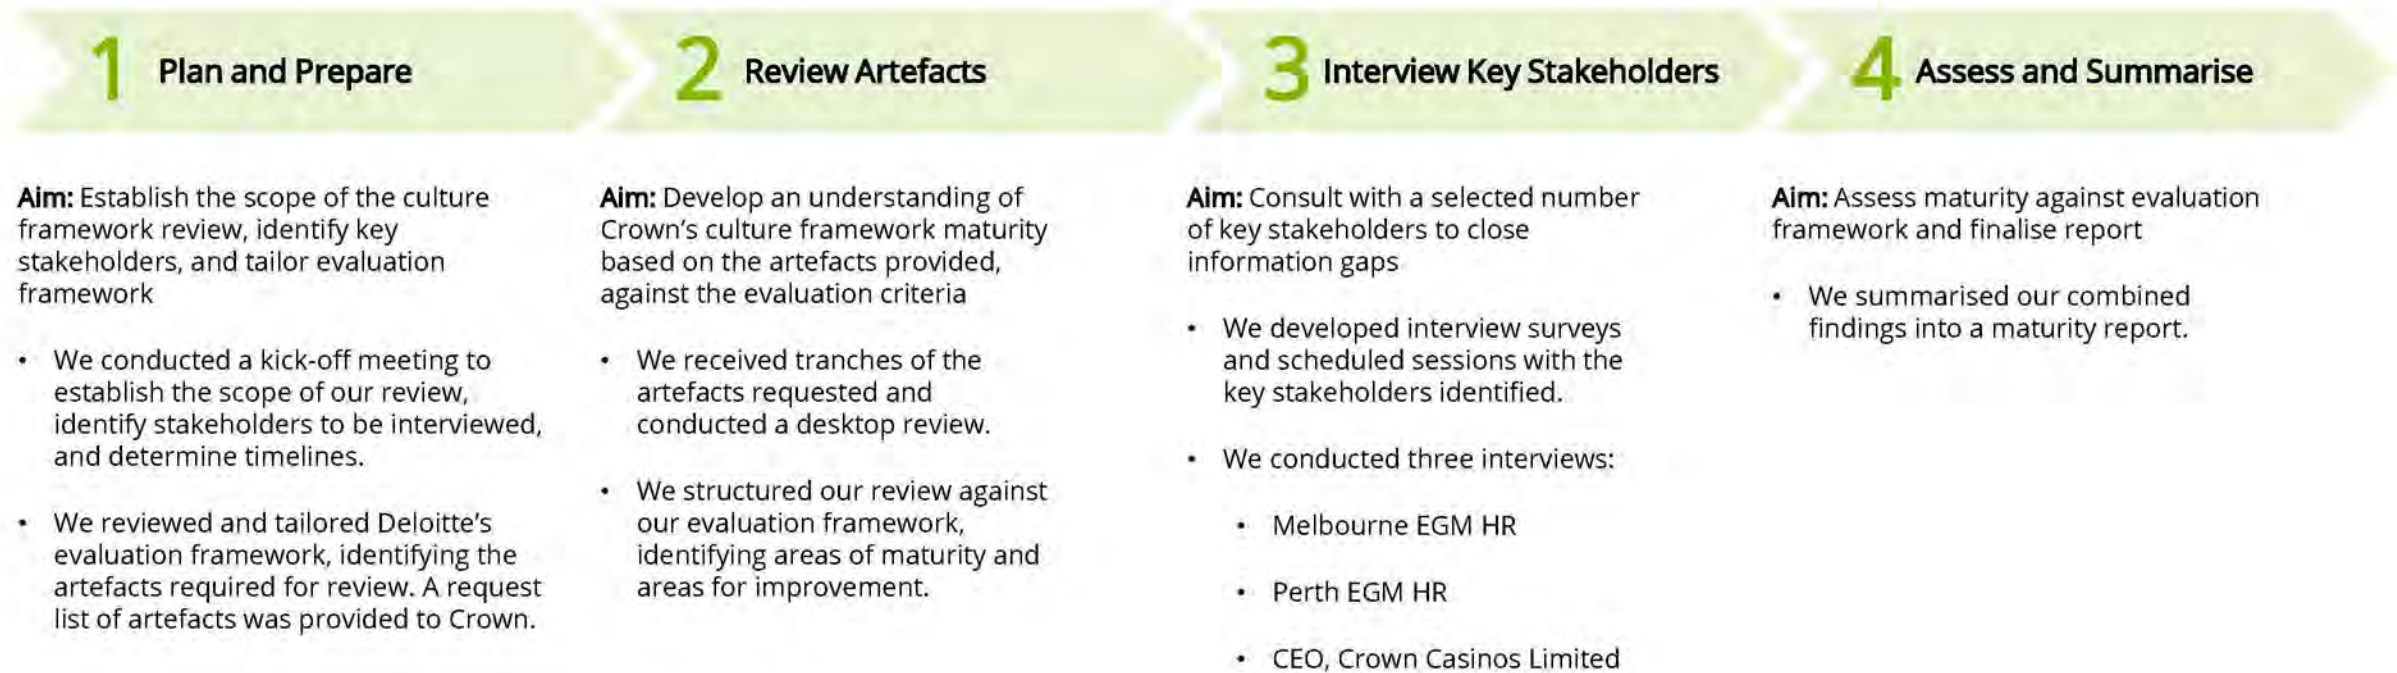 1 Plan and Prepare
Aim: Establish the scope of the culture
framework review, identify key
stakeholders, and tailor evaluation
framework
• We conducted a kick-off meeting to
establish the scope of our review,
identify stakeholders to be interviewed,
and determine timelines.
• We reviewed and tailored Deloitte's
evaluation framework, identifying the
artefacts required for review. A request
list of artefacts was provided to Crown.
2 Review Artefacts
Aim: Develop an understanding of
Crown's culture framework maturity
based on the artefacts provided,
against the evaluation criteria
• We received tranches of the
artefacts requested and
conducted a desktop review.
• We structured our review against
our evaluation framework,
identifying areas of maturity and
areas for improvement.
3 Interview Key Stakeholders
Aim: Consult with a selected number
of key stakeholders to close
information gaps
• We developed interview surveys
and scheduled sessions with the
key stakeholders identified.
• We conducted three interviews:
• Melbourne EGM HR
• Perth EGM HR
• CEO, Crown Casinos Limited
4 Assess and Summarise
Aim: Assess maturity against evaluation
framework and finalise report
• We summarised our combined
findings into a maturity report.